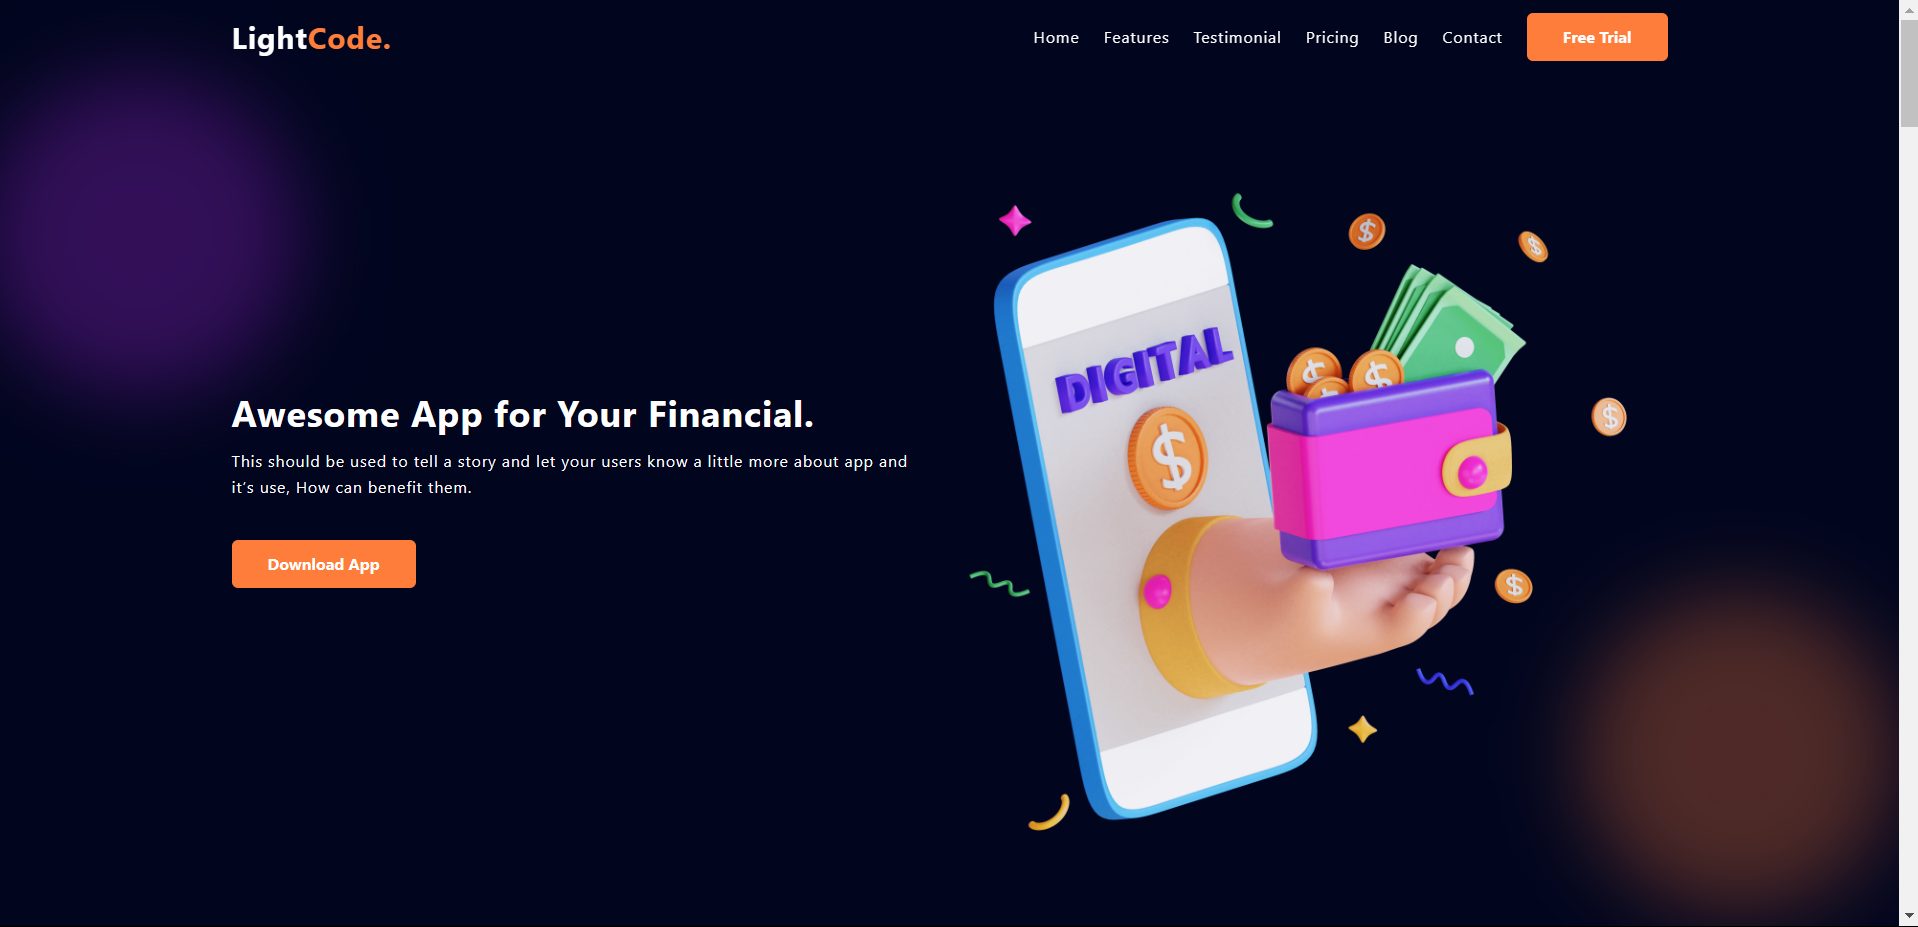 LightCode.
Home Features Testimonial Pricing Blog Contact Free Trial
DIGITAL
$
Awesome App for Your Financial.
This should be used to tell a story and let your users know a little more about app and
it’s use, How can benefit them.
Download App